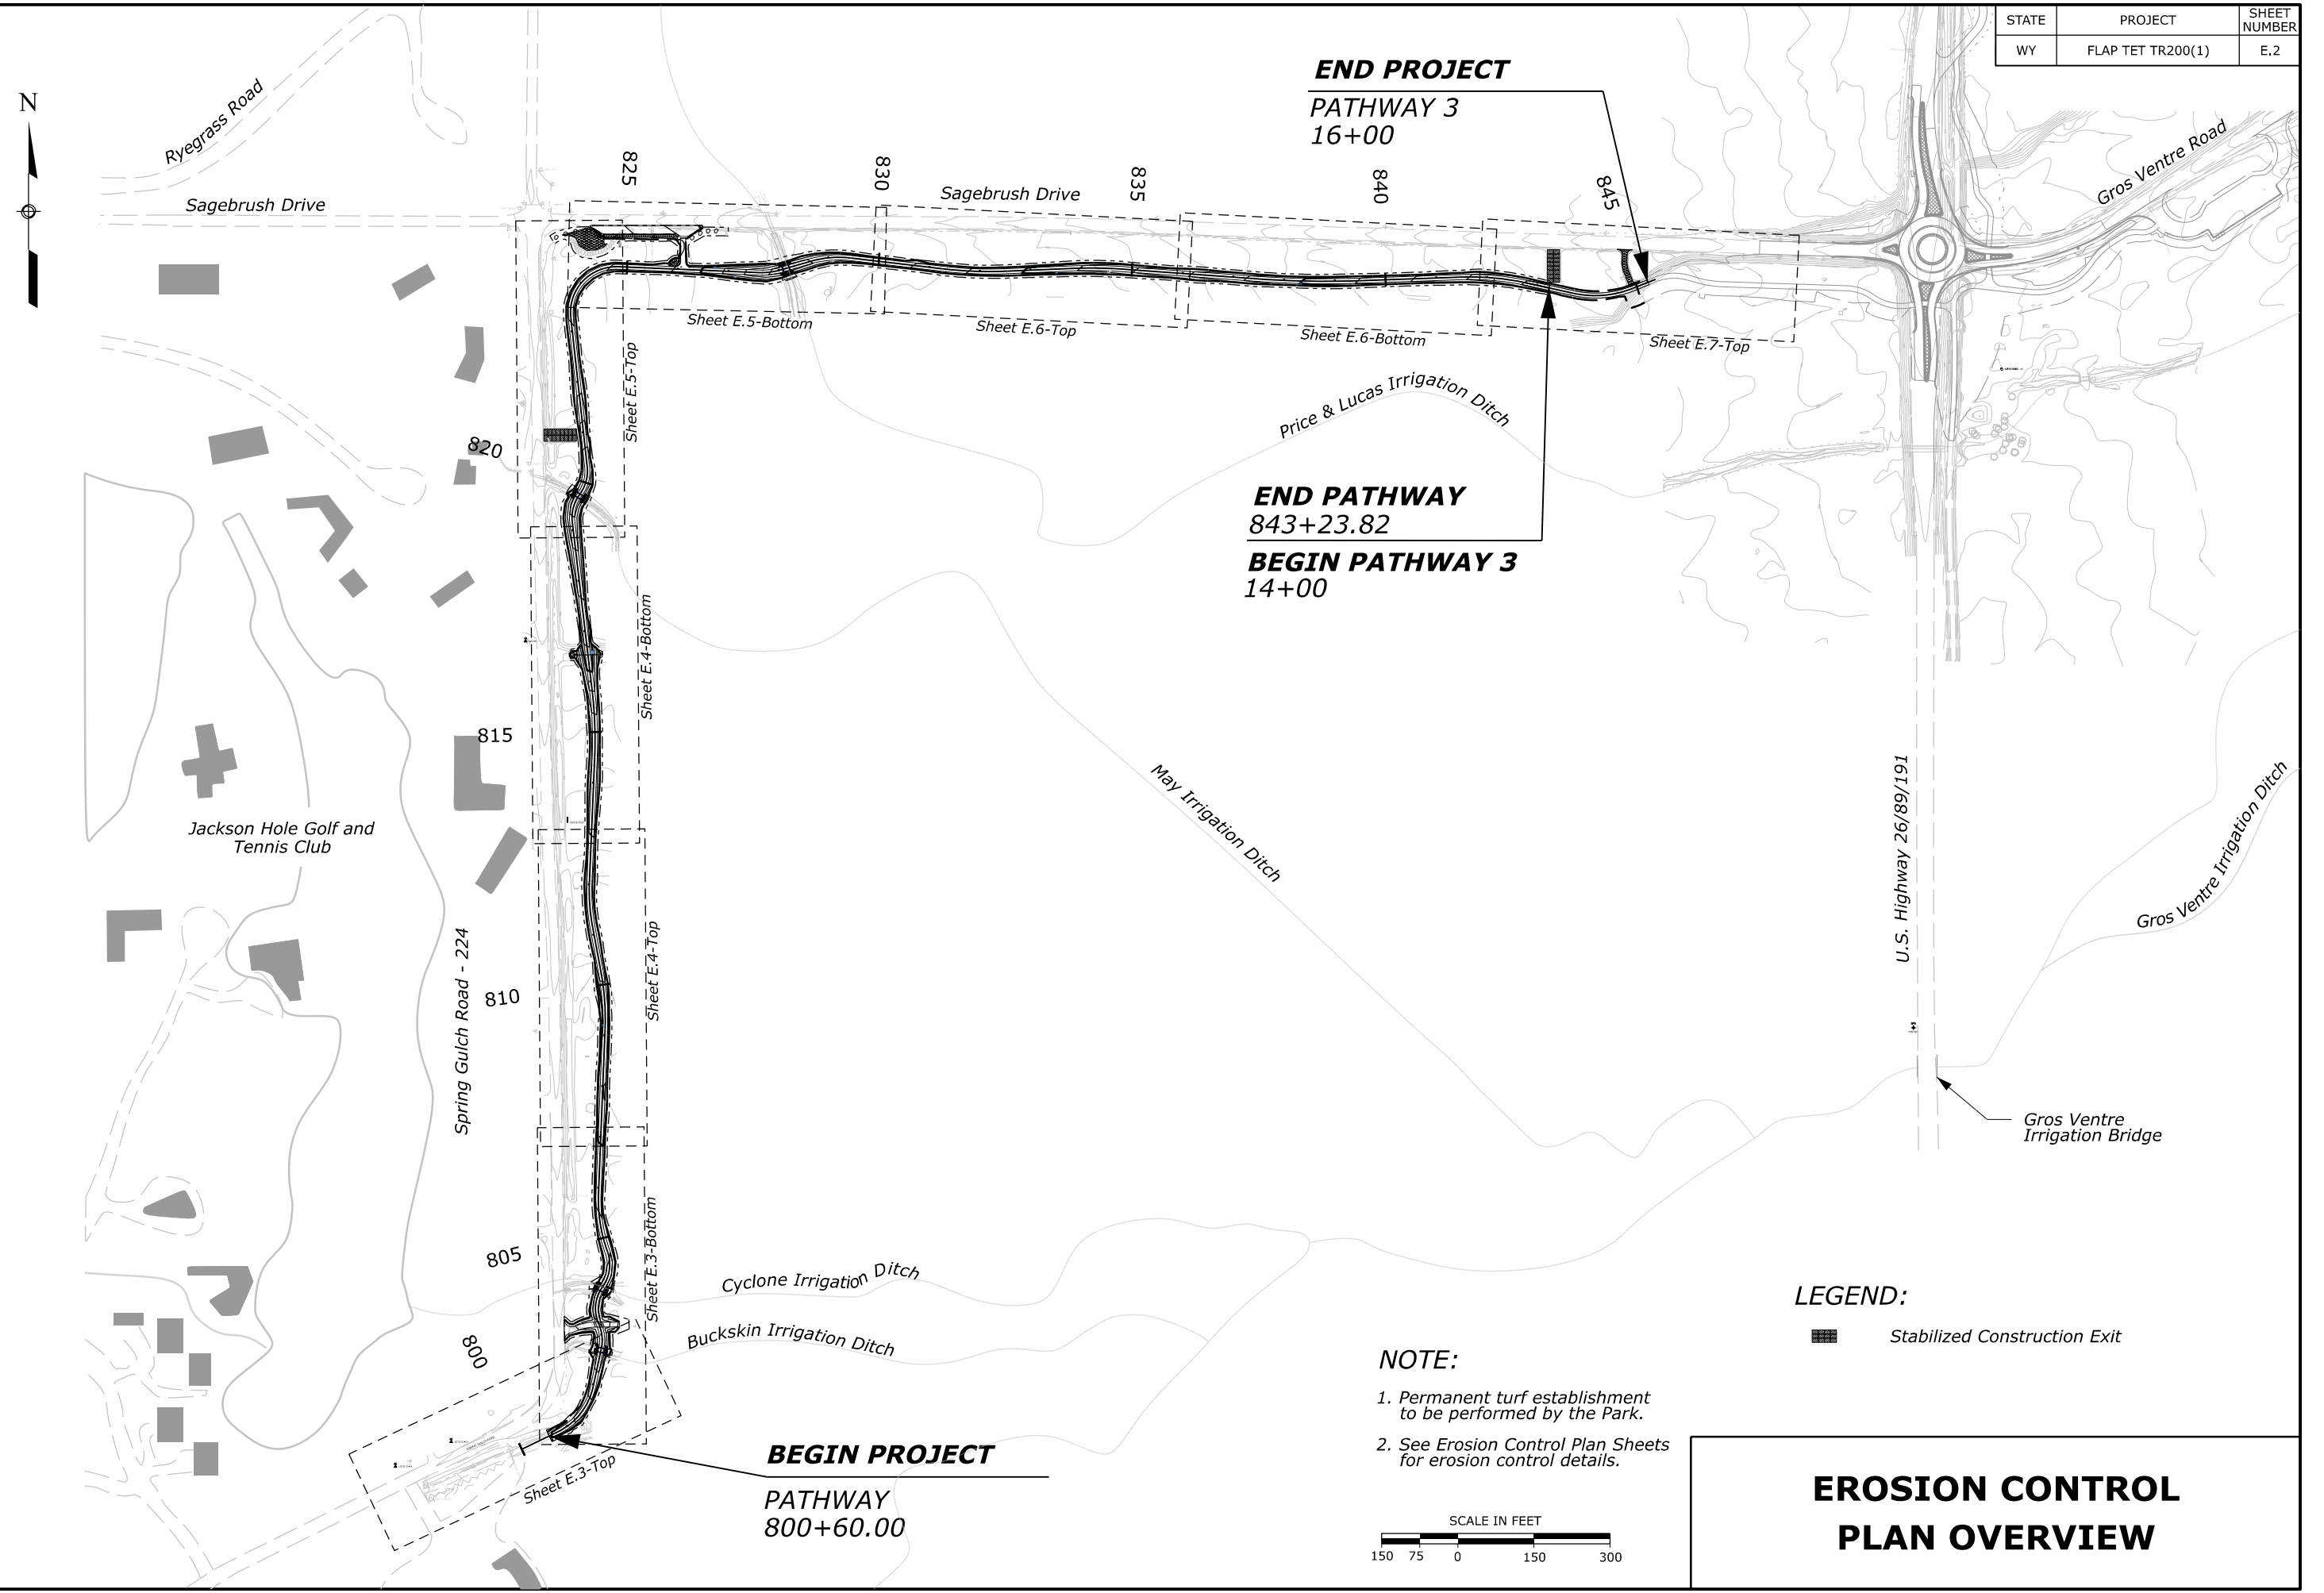 STATE
PROJECT
SHEET
NUMBER
WY
FLAP TET TR200(1)
E.2
N
Ryegrass Road
Sagebrush Drive
END PROJECT
PATHWAY 3
16+00
825
830
Sagebrush Drive
835
840
845
Gros Ventre Road
Sheet E.5-Bottom
Sheet E.6-Top
Sheet E.6-Bottom
Sheet E.7-Top
Sheet E.5-Top
Price & Lucas Irrigation Ditch
820
END PATHWAY
843+23.82
BEGIN PATHWAY 3
14+00
Sheet E.4-Bottom
815
Jackson Hole Golf and
Tennis Club
May Irrigation Ditch
U.S. Highway 26/89/191
Gros Ventre Irrigation Ditch
Spring Gulch Road - 224
Sheet E.4-Top
810
Gros Ventre
Irrigation Bridge
Sheet E.3-Bottom
805
Cyclone Irrigation Ditch
Buckskin Irrigation Ditch
800
Sheet E.3-Top
BEGIN PROJECT
PATHWAY
800+60.00
LEGEND:
Stabilized Construction Exit
NOTE:
1. Permanent turf establishment
to be performed by the Park.
2. See Erosion Control Plan Sheets
for erosion control details.
SCALE IN FEET
150 75 0 150 300
EROSION CONTROL
PLAN OVERVIEW